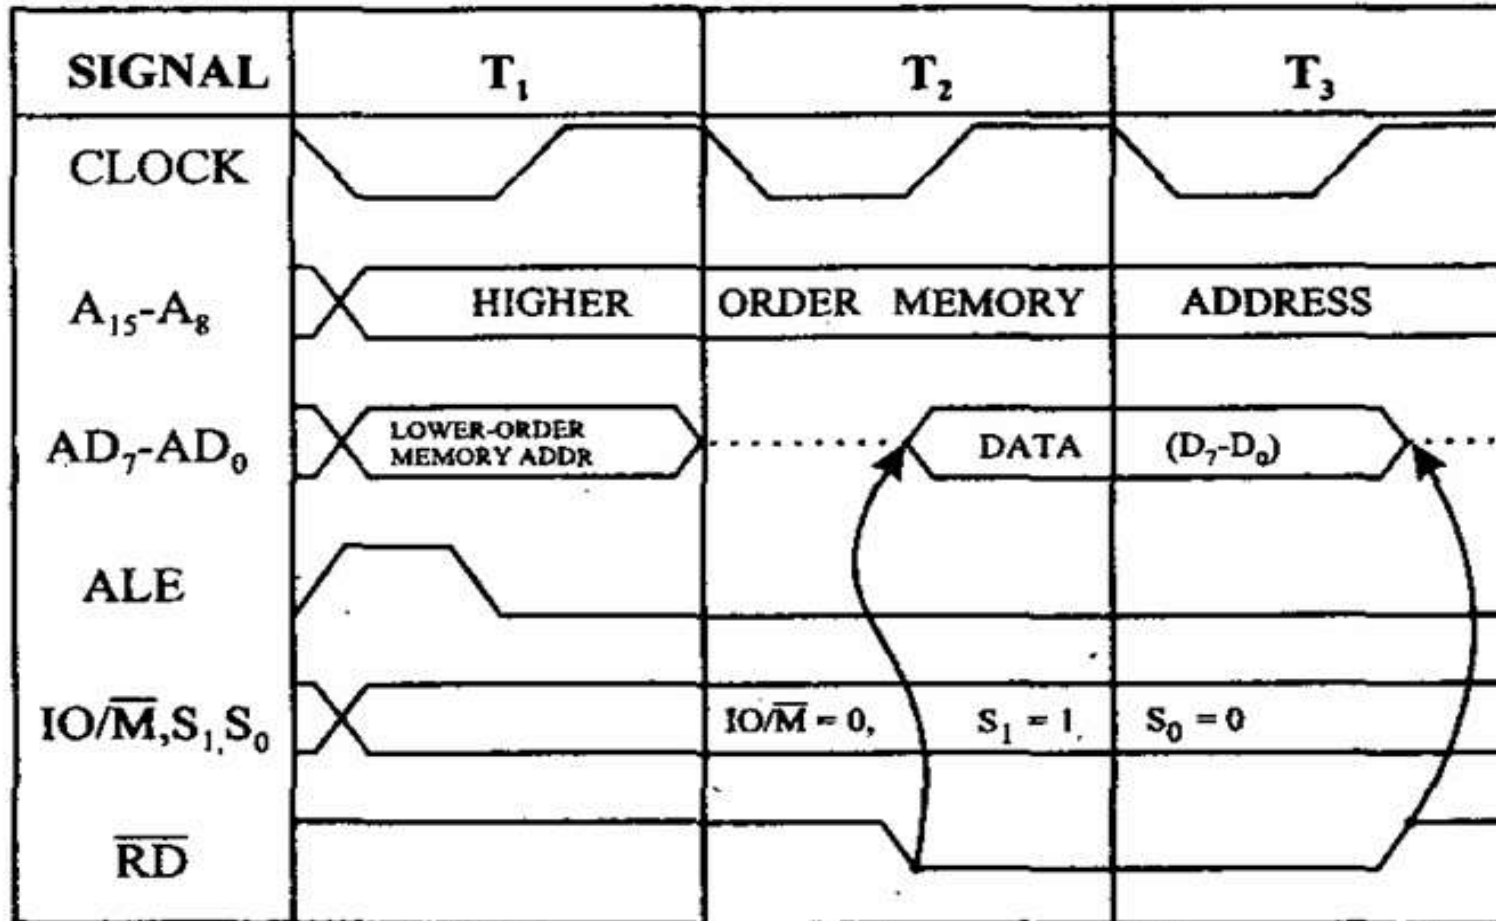 SIGNAL T₁ T₂ T₃
CLOCK
A₁₅-A₈ HIGHER ORDER MEMORY ADDRESS
AD₇-AD₀ LOWER-ORDER MEMORY ADDR DATA (D₇-D₀)
ALE
IO/M̅,S₁,S₀ IO/M̅ = 0, S₁ = 1, S₀ = 0
R̅D̅